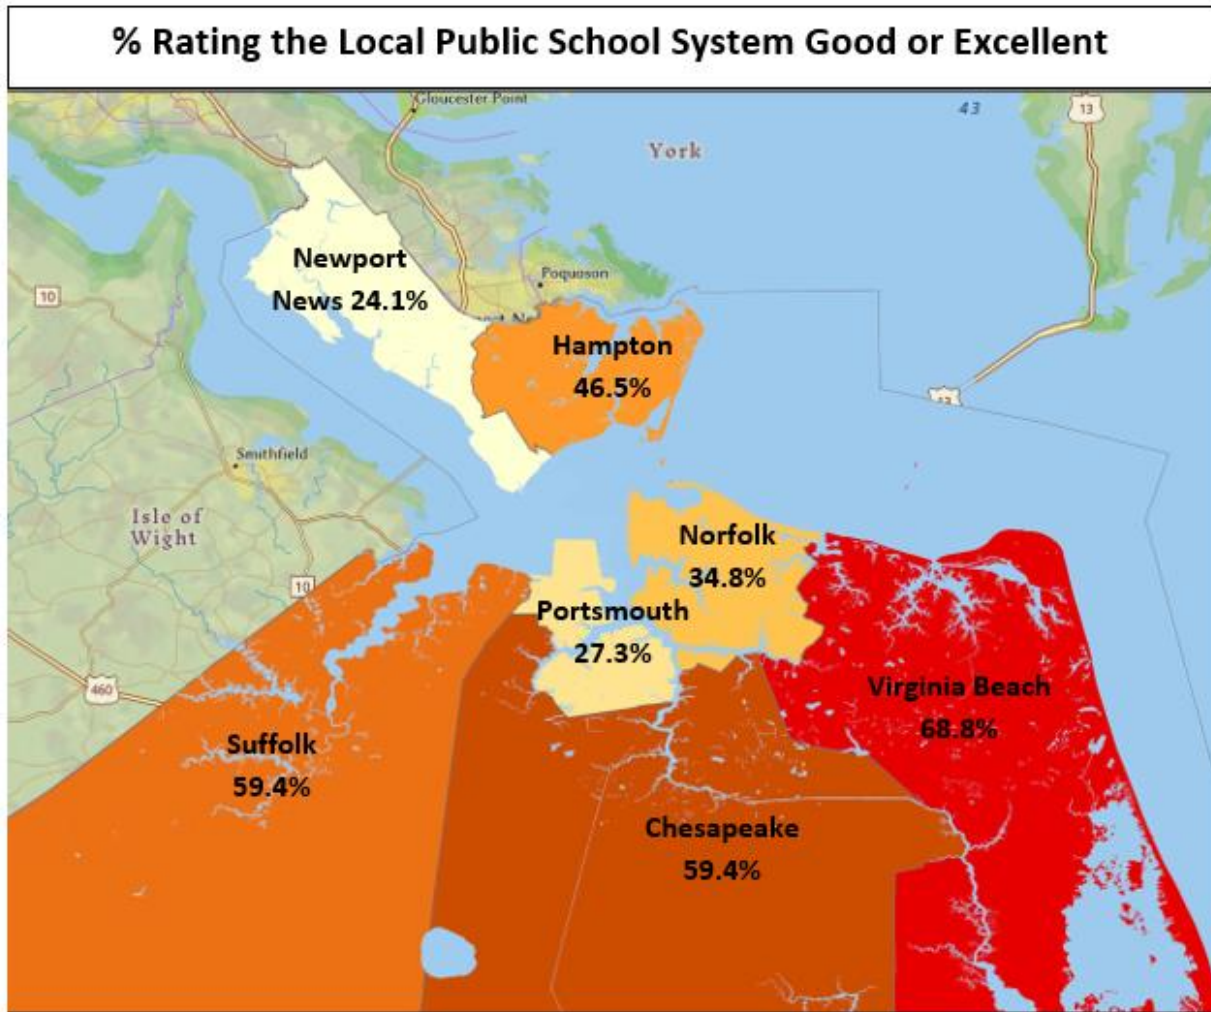 % Rating the Local Public School System Good or Excellent
Gloucester Point
43
13
York
Newport
News 24.1%
Poquoson
10
Hampton
46.5%
Smithfield
Isle of
Wight
Norfolk
34.8%
10
Portsmouth
27.3%
460
Virginia Beach
68.8%
Suffolk
59.4%
Chesapeake
59.4%